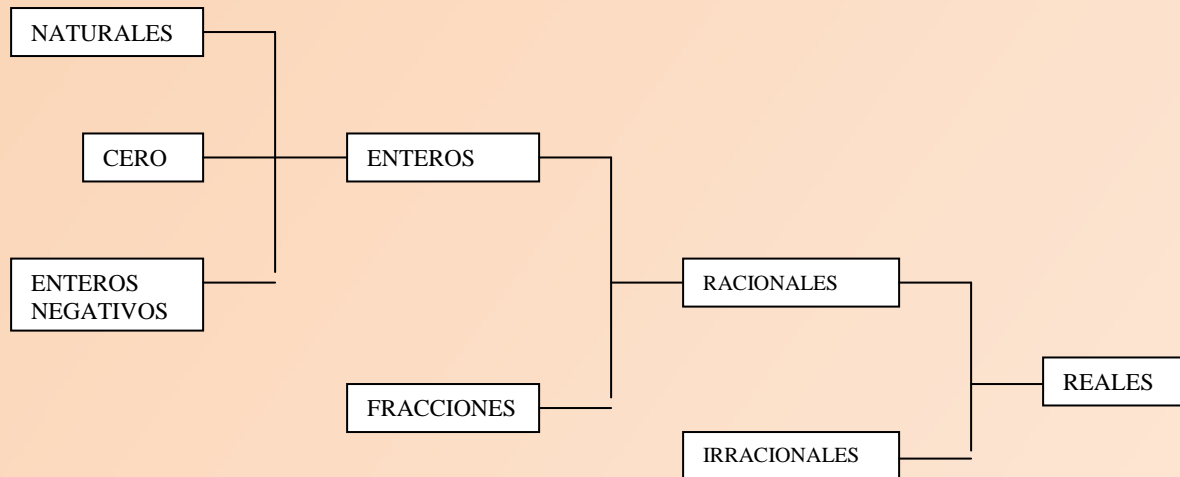 NATURALES
CERO
ENTEROS
ENTEROS
NEGATIVOS
RACIONALES
REALES
FRACCIONES
IRRACIONALES